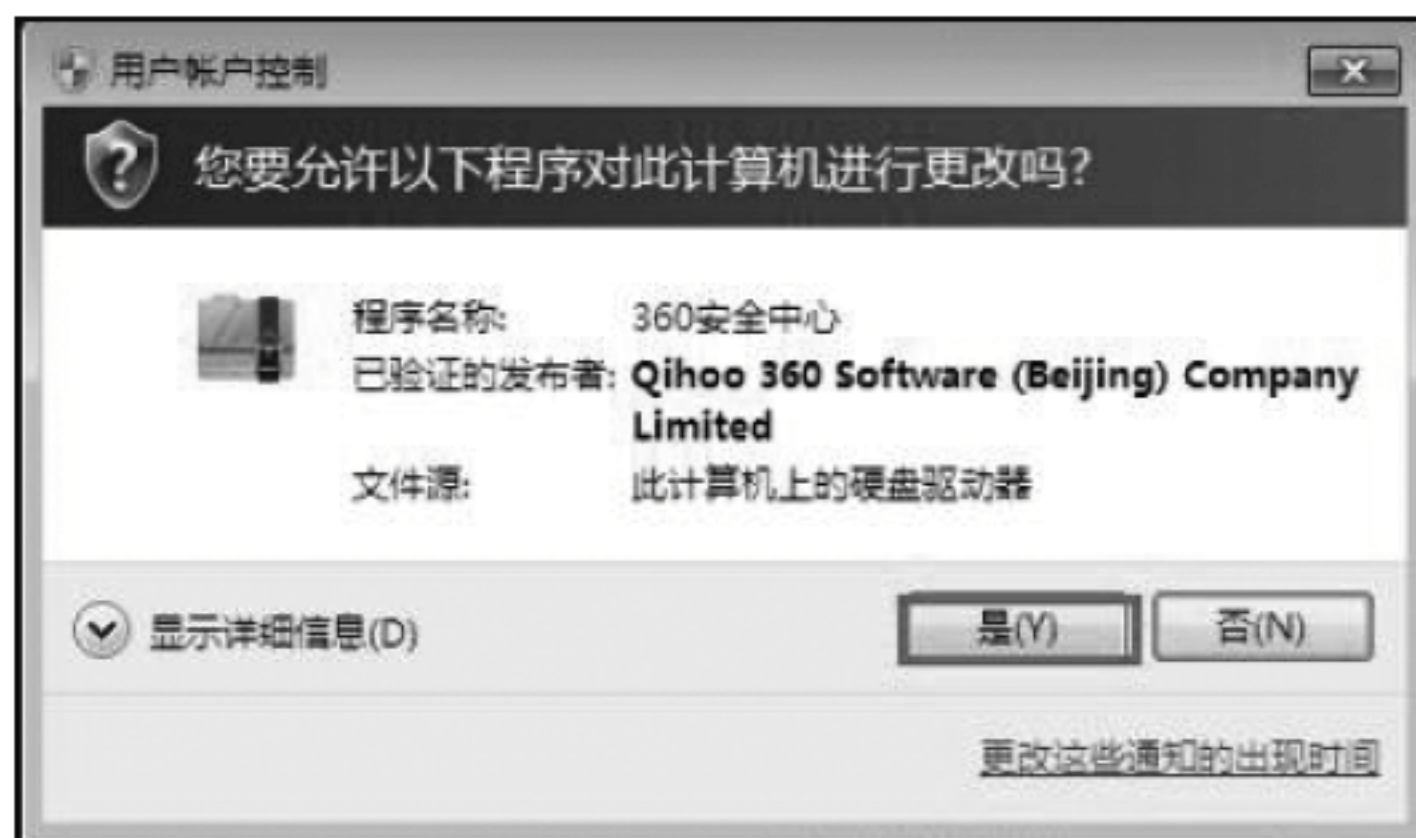 用户帐户控制
您要允许以下程序对此计算机进行更改吗?
程序名称: 360安全中心
已验证的发布者: Qihoo 360 Software (Beijing) Company
Limited
文件源: 此计算机上的硬盘驱动器
显示详细信息(D)
是(Y) 否(N)
更改这些通知的出现时间